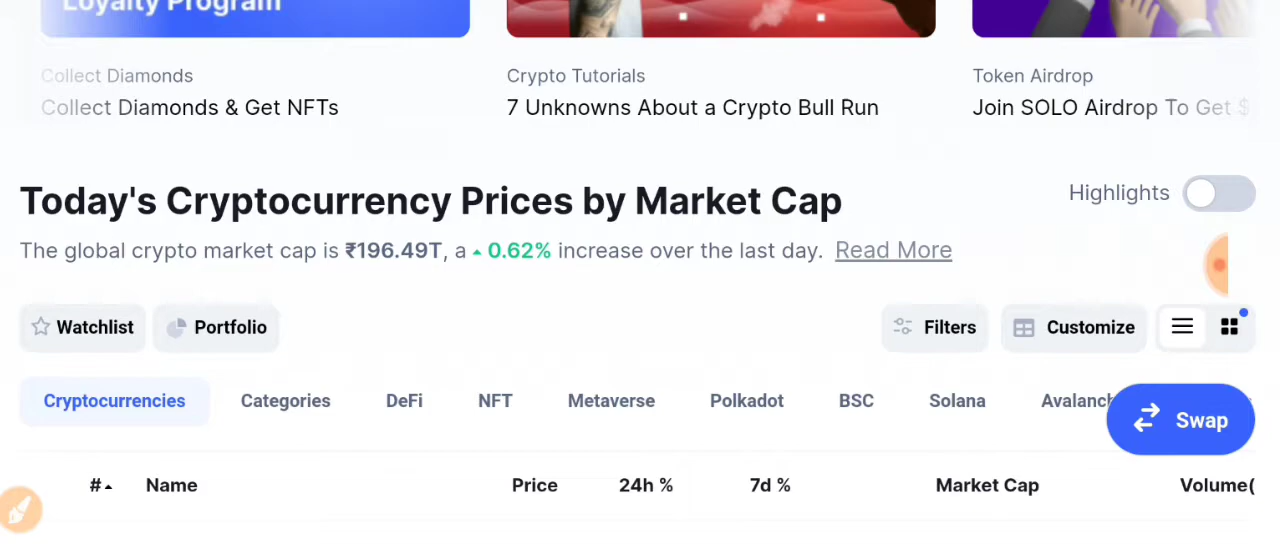 Loyalty Program
Collect Diamonds
Crypto Tutorials
Token Airdrop
Collect Diamonds & Get NFTs
7 Unknowns About a Crypto Bull Run
Join SOLO Airdrop To Get $
Today's Cryptocurrency Prices by Market Cap
Highlights
The global crypto market cap is ₹196.49T, a 0.62% increase over the last day. Read More
Watchlist
Portfolio
Filters
Customize
Cryptocurrencies Categories DeFi NFT Metaverse Polkadot BSC Solana Avalanch
Swap
# Name Price 24h % 7d % Market Cap Volume(